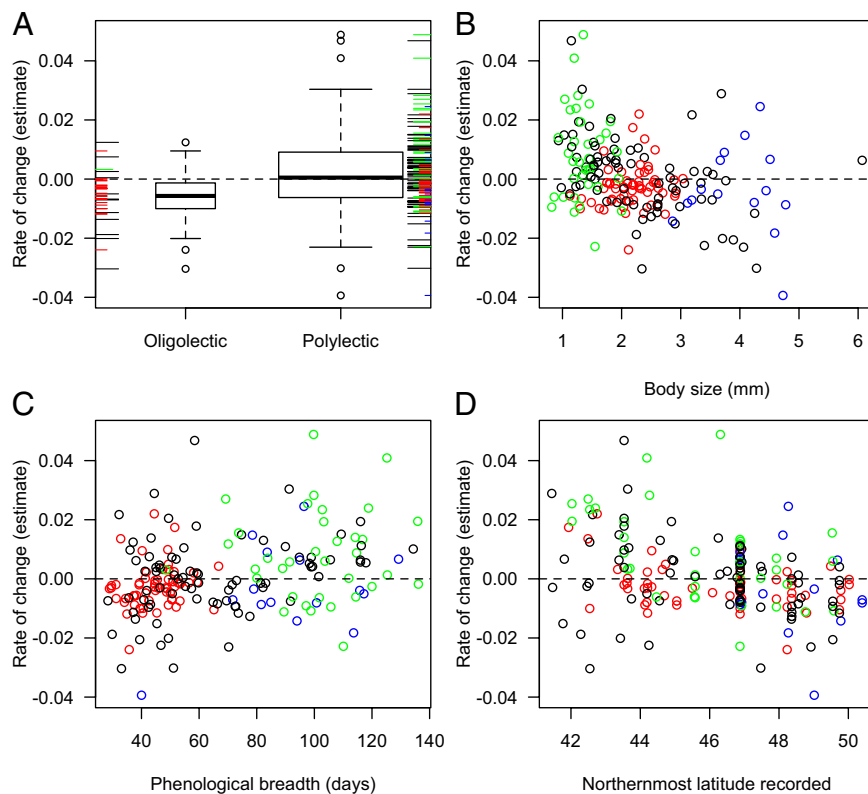 A
Rate of change (estimate)
0.04
0.02
0.00
-0.02
-0.04
Oligolectic Polylectic
B
Rate of change (estimate)
0.04
0.02
0.00
-0.02
-0.04
1 2 3 4 5 6
Body size (mm)
C
Rate of change (estimate)
0.04
0.02
0.00
-0.02
-0.04
40 60 80 100 120 140
Phenological breadth (days)
D
Rate of change (estimate)
0.04
0.02
0.00
-0.02
-0.04
42 44 46 48 50
Northernmost latitude recorded